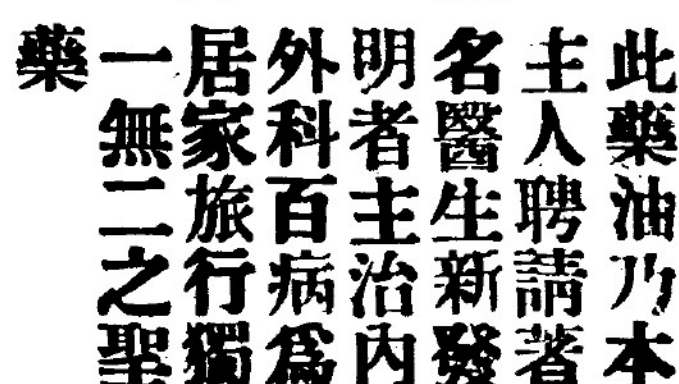 此藥油乃本
主人聘請著
名醫生新發
明者主治內
外科百病為
居家旅行獨
一無二之聖
藥